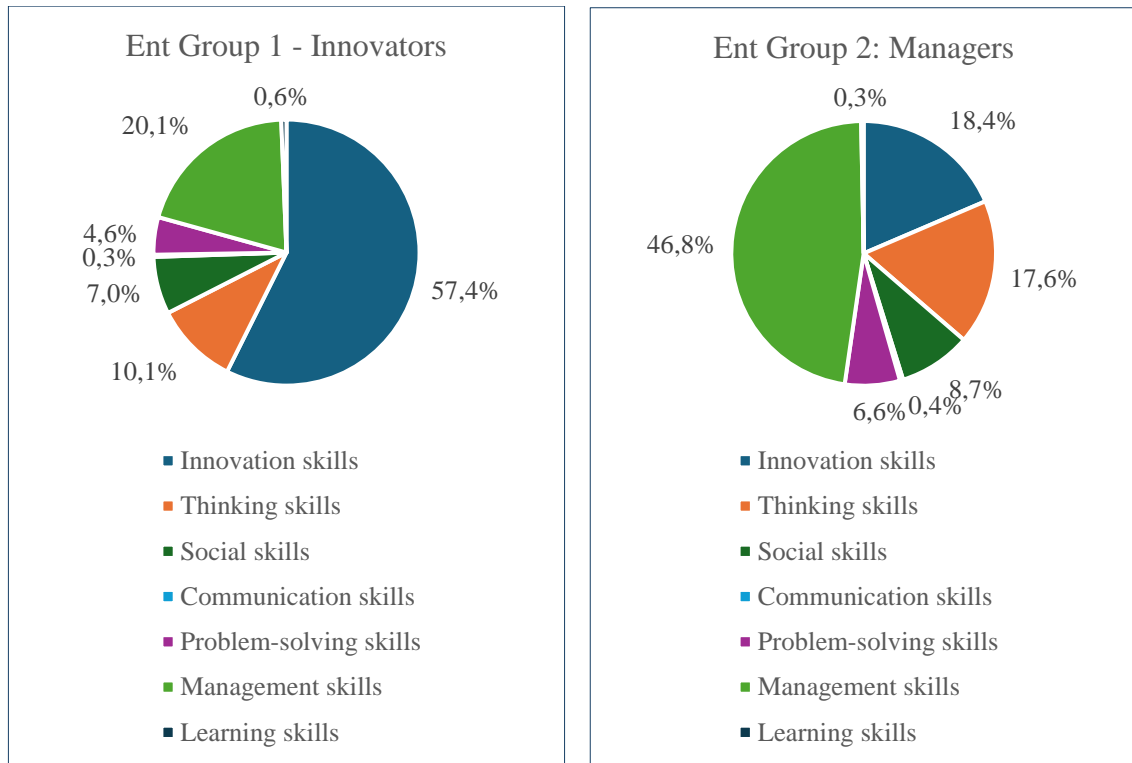 Ent Group 1 - Innovators
0,6%
20,1%
4,6%
0,3%
7,0%
10,1%
57,4%
Innovation skills
Thinking skills
Social skills
Communication skills
Problem-solving skills
Management skills
Learning skills
Ent Group 2: Managers
0,3%
18,4%
46,8%
17,6%
8,7%
0,4%
6,6%
Innovation skills
Thinking skills
Social skills
Communication skills
Problem-solving skills
Management skills
Learning skills